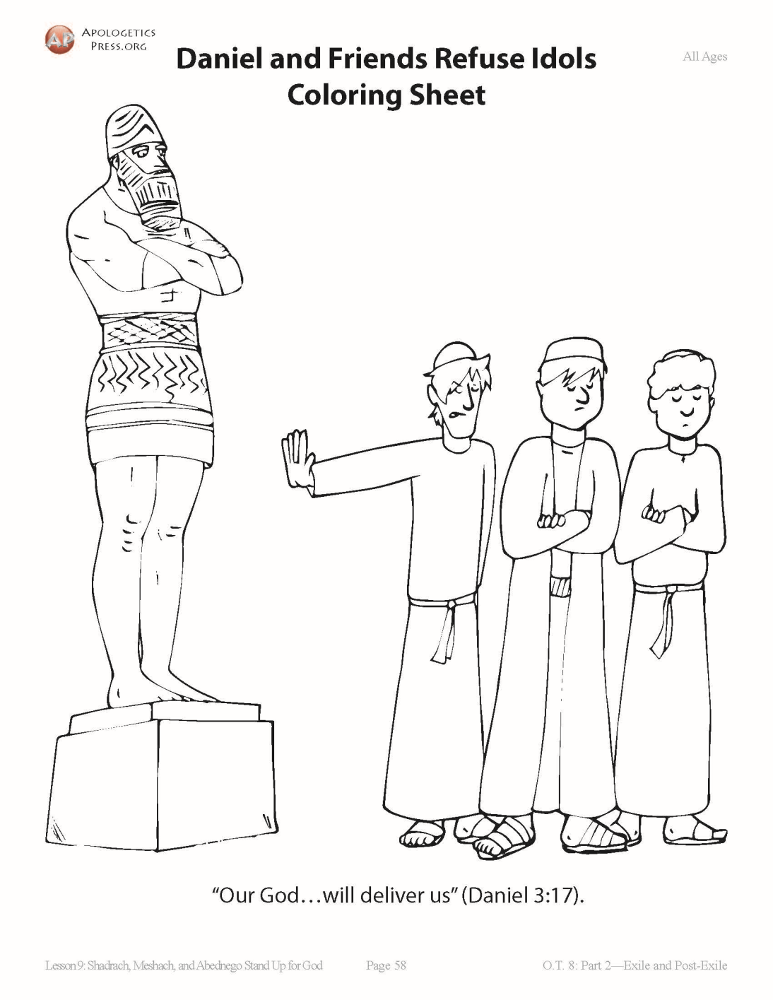 AP
APOLOGETICS
PRESS.ORG
Daniel and Friends Refuse Idols
Coloring Sheet
All Ages
“Our God…will deliver us” (Daniel 3:17).
Lesson 9: Shadrach, Meshach, and Abednego Stand Up for God
Page 58
O.T. 8: Part 2—Exile and Post-Exile